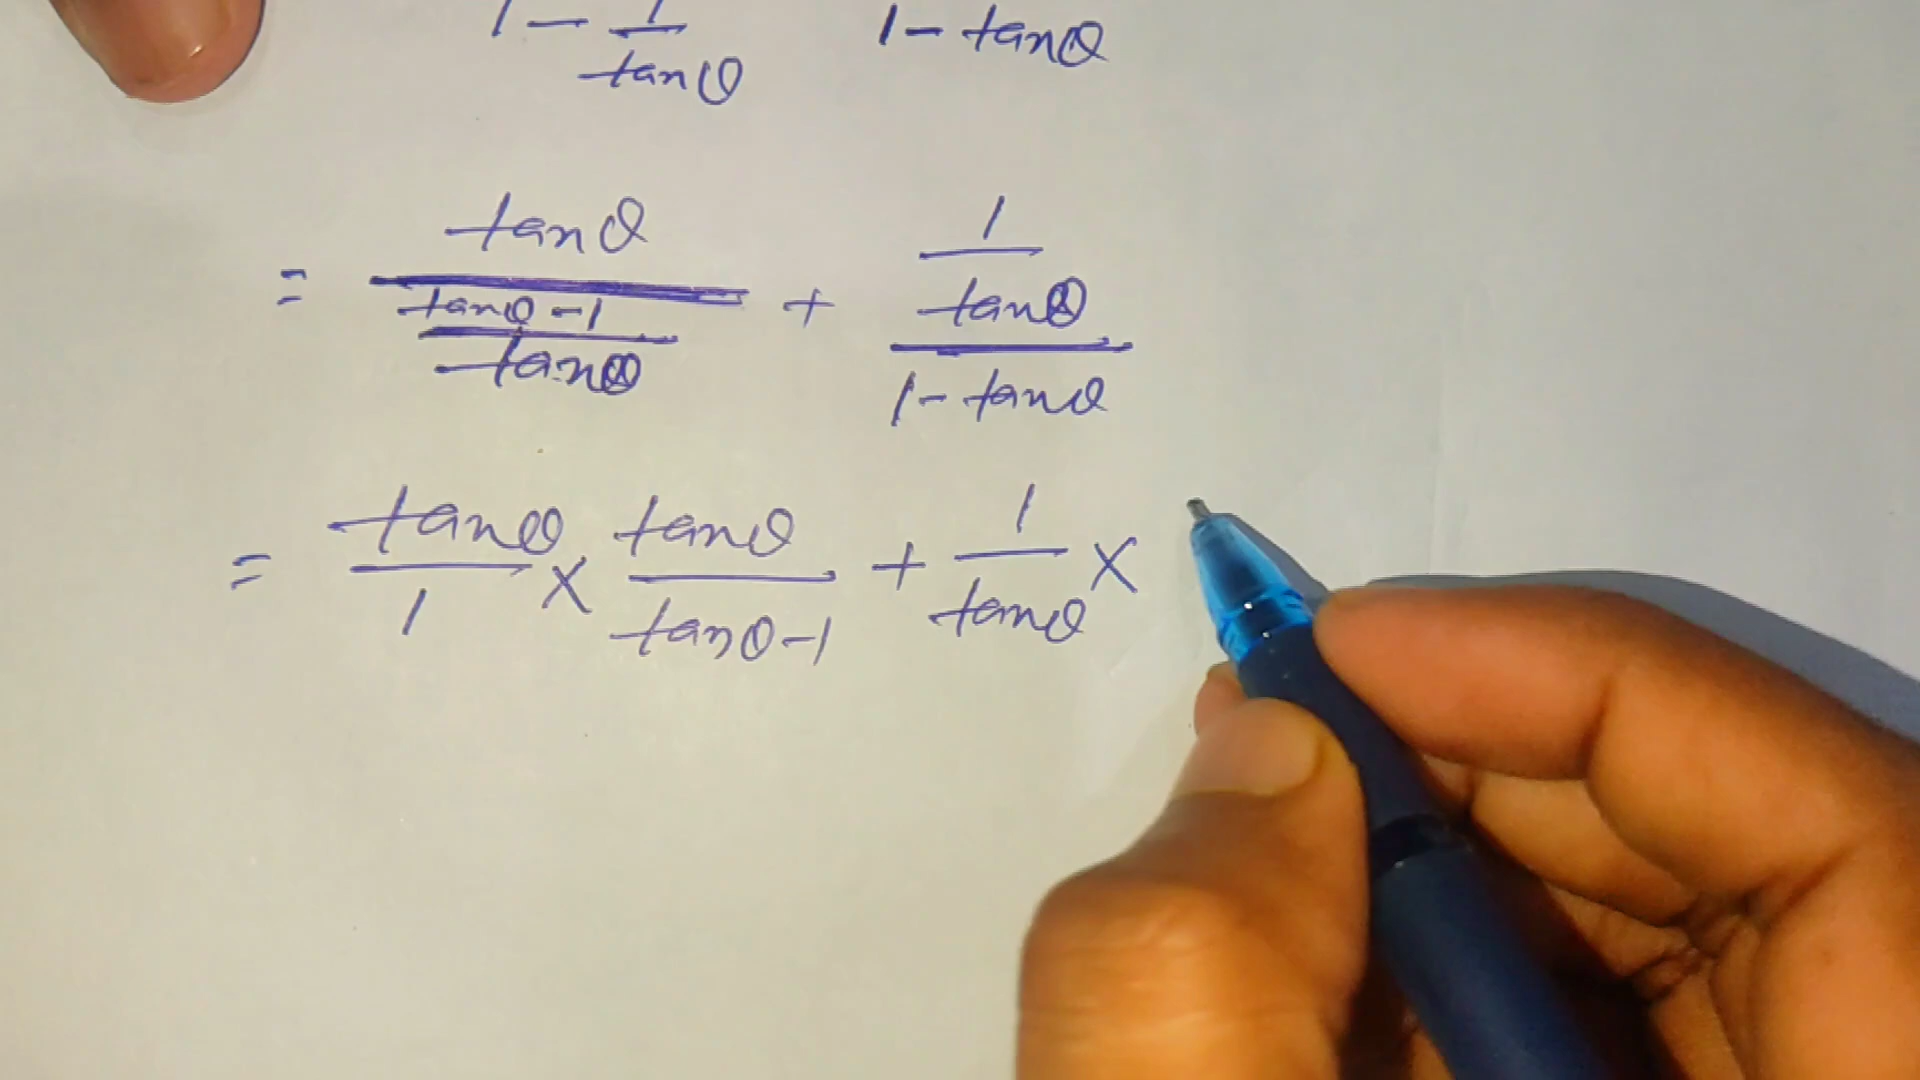 1 - 1/tanθ 1 - tanθ
= tanθ/((tanθ - 1)/tanθ) + (1/tanθ)/(1 - tanθ)
= tanθ/1 × tanθ/(tanθ - 1) + 1/tanθ ×